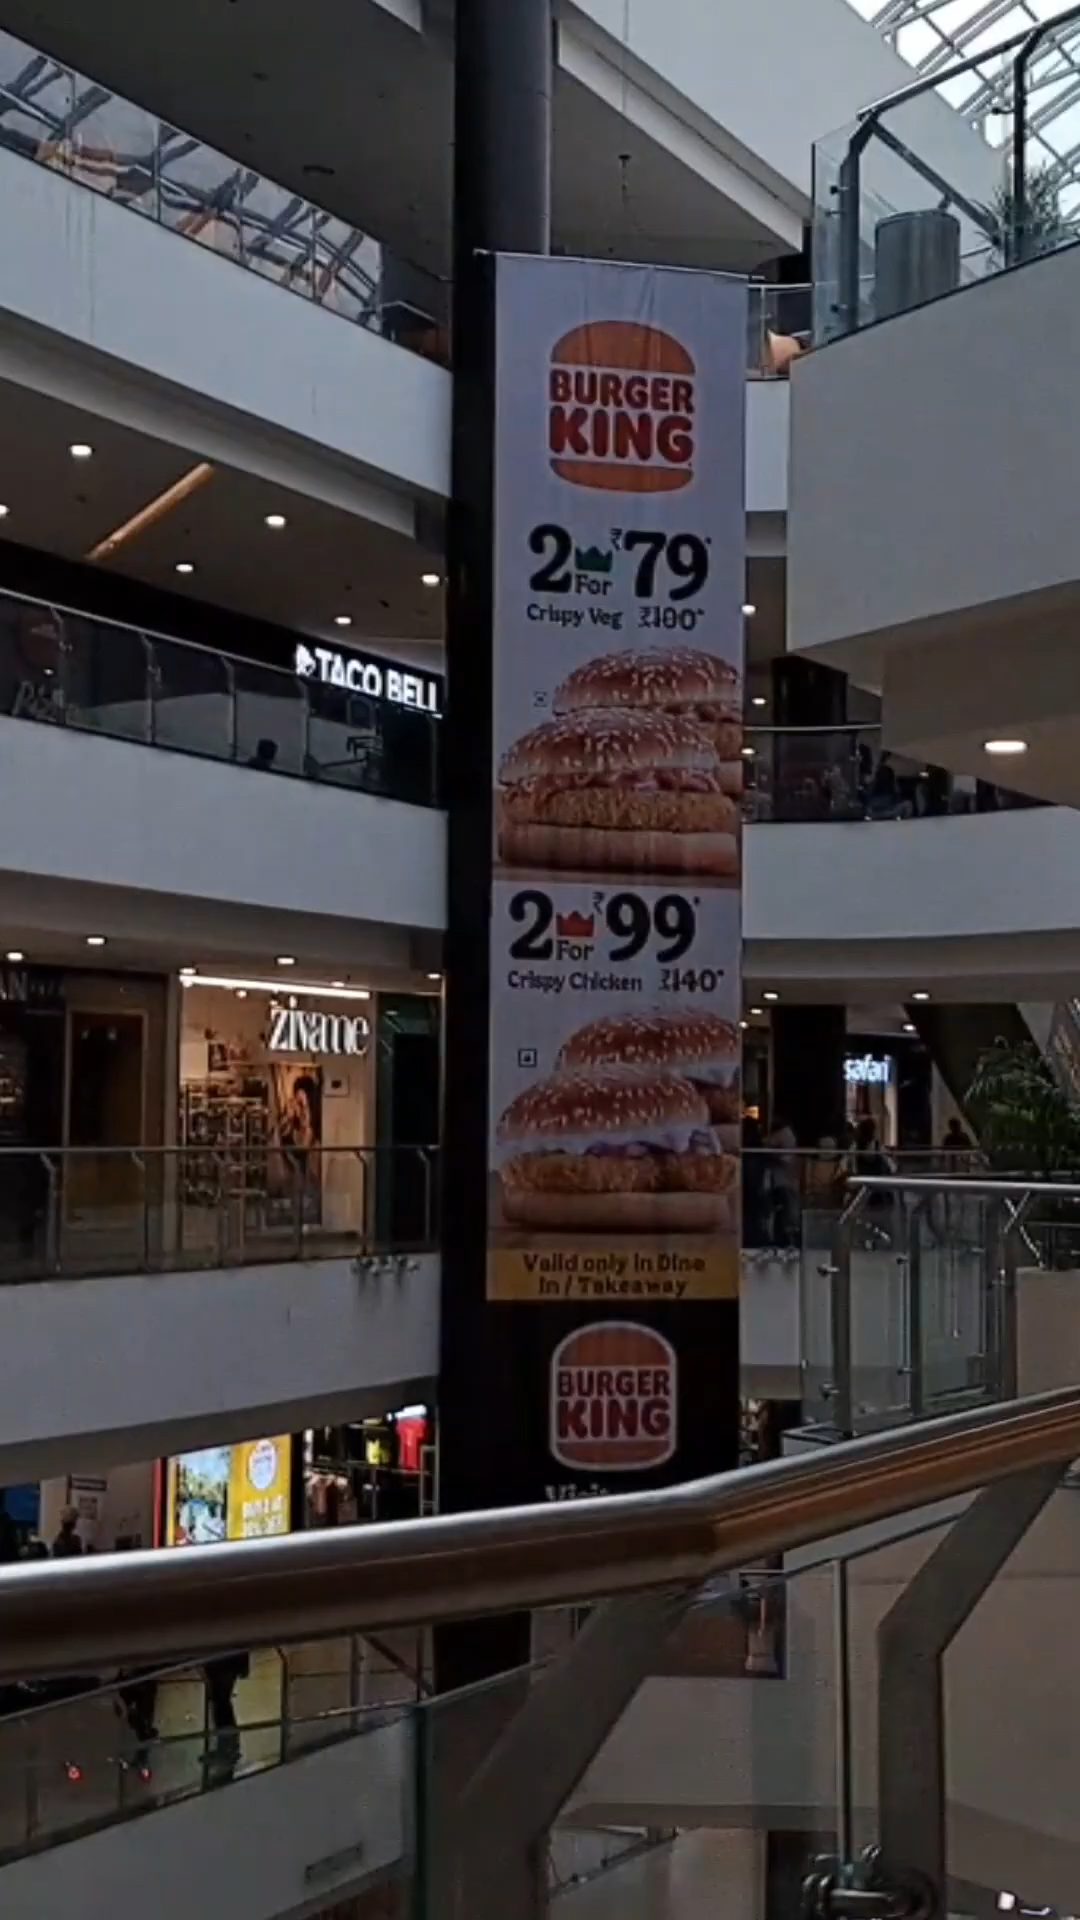 BURGER
KING
2 For ₹79*
Crispy Veg ₹100*
TACO BELL
2 For ₹99*
Crispy Chicken ₹140*
zivame
safari
Valid only in Dine
in / Takeaway
BURGER
KING